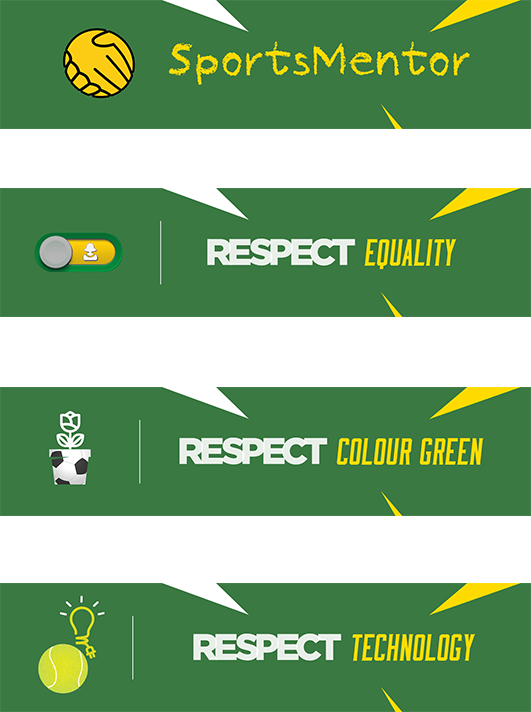 SportsMentor
RESPECT EQUALITY
RESPECT COLOUR GREEN
RESPECT TECHNOLOGY